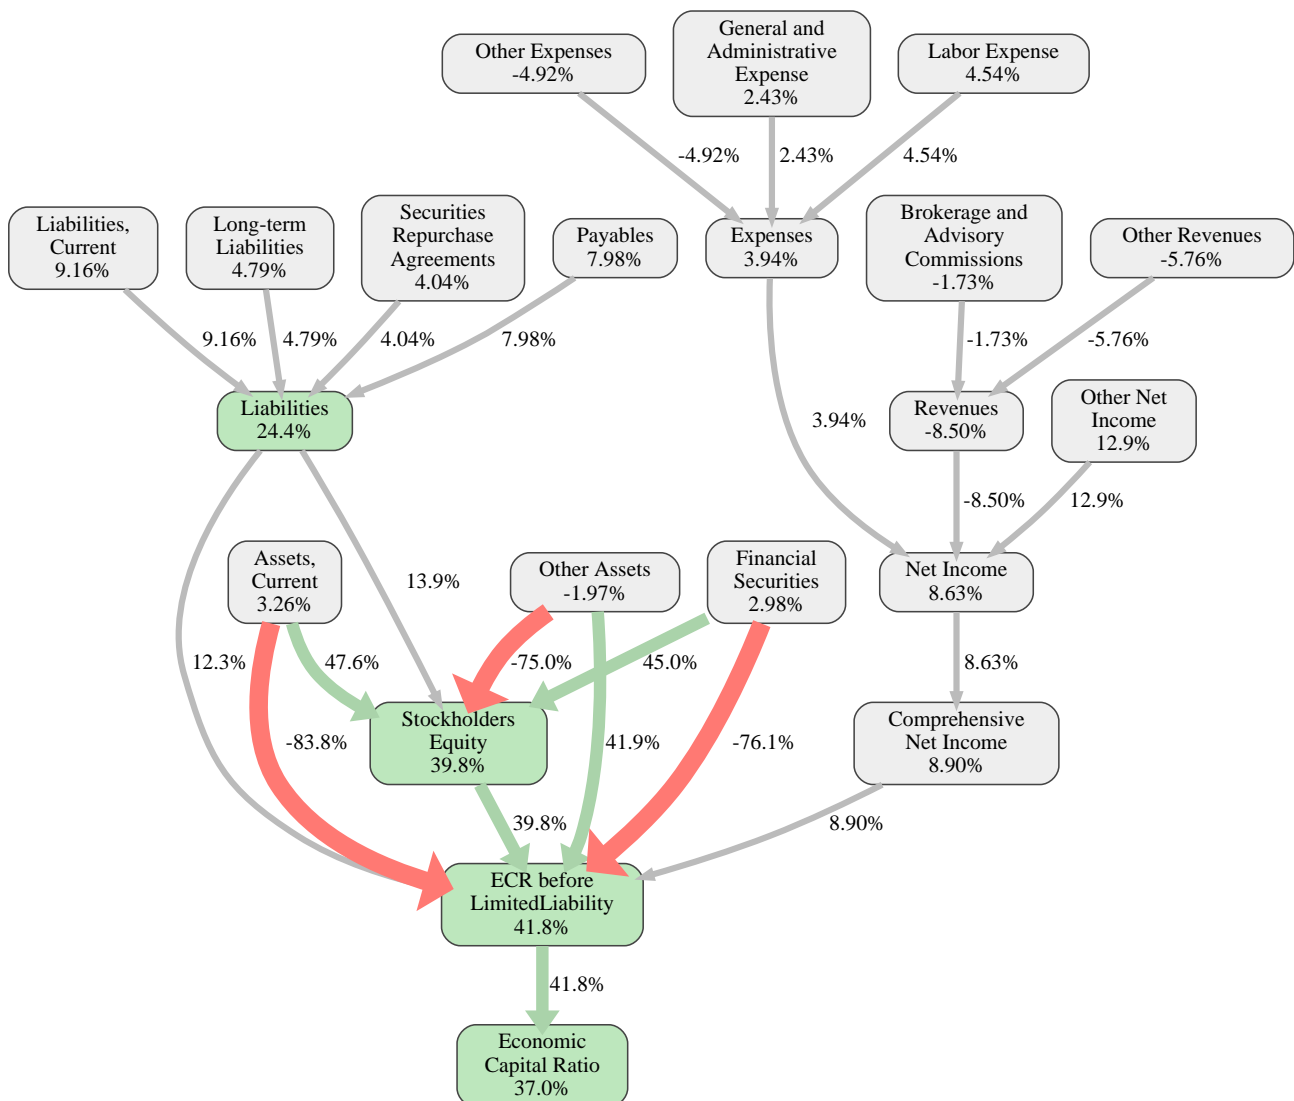 Other Expenses
-4.92%
General and
Administrative
Expense
2.43%
Labor Expense
4.54%
-4.92%
2.43%
4.54%
Liabilities,
Current
9.16%
Long-term
Liabilities
4.79%
Securities
Repurchase
Agreements
4.04%
Payables
7.98%
Expenses
3.94%
Brokerage and
Advisory
Commissions
-1.73%
Other Revenues
-5.76%
9.16%
4.79%
4.04%
7.98%
-1.73%
-5.76%
Liabilities
24.4%
3.94%
Revenues
-8.50%
Other Net
Income
12.9%
-8.50%
12.9%
Assets,
Current
3.26%
13.9%
Other Assets
-1.97%
Financial
Securities
2.98%
Net Income
8.63%
12.3%
47.6%
-75.0%
45.0%
8.63%
-83.8%
Stockholders
Equity
39.8%
41.9%
-76.1%
Comprehensive
Net Income
8.90%
39.8%
8.90%
ECR before
LimitedLiability
41.8%
41.8%
Economic
Capital Ratio
37.0%